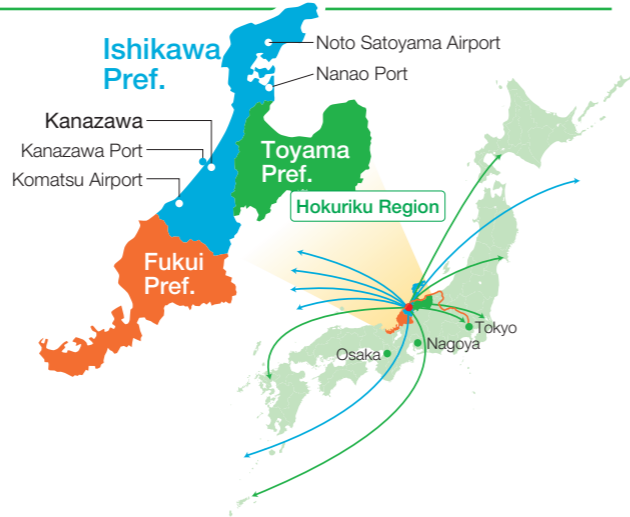 Ishikawa
Pref.
Noto Satoyama Airport
Nanao Port
Kanazawa
Kanazawa Port
Komatsu Airport
Toyama
Pref.
Hokuriku Region
Fukui
Pref.
Tokyo
Nagoya
Osaka